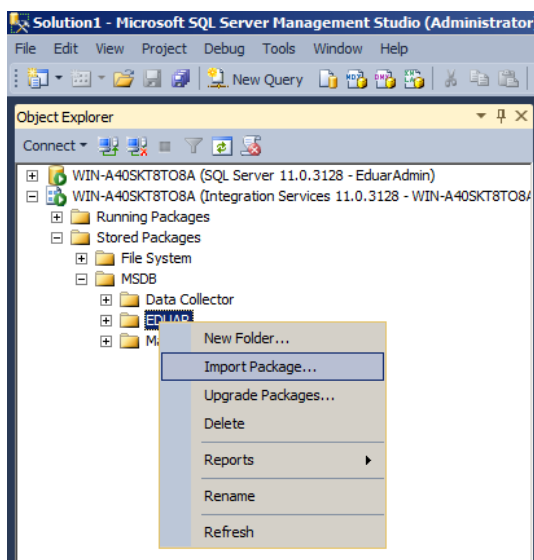 Solution1 - Microsoft SQL Server Management Studio (Administrator
File Edit View Project Debug Tools Window Help
New Query
Object Explorer
Connect
WIN-A40SKT8TO8A (SQL Server 11.0.3128 - EduarAdmin)
WIN-A40SKT8TO8A (Integration Services 11.0.3128 - WIN-A40SKT8TO8A
Running Packages
Stored Packages
File System
MSDB
Data Collector
EDUAR
New Folder...
Import Package...
Upgrade Packages...
Delete
Reports
Rename
Refresh